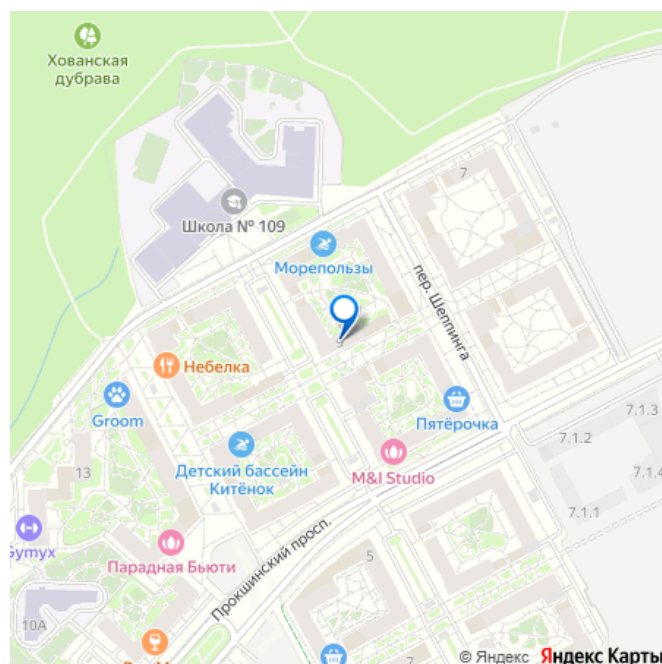 Хованская
дубрава
7
Школа № 109
Морепользы
пер. Шеппинга
Небелка
Groom
Пятёрочка
7.1.3
7.1.2
Детский бассейн
Китёнок
M&I Studio
13
7.1.4
7.1.1
Gymух
Парадная Бьюти
Прокшинский просп.
5
10А
7
© Яндекс Яндекс Карты